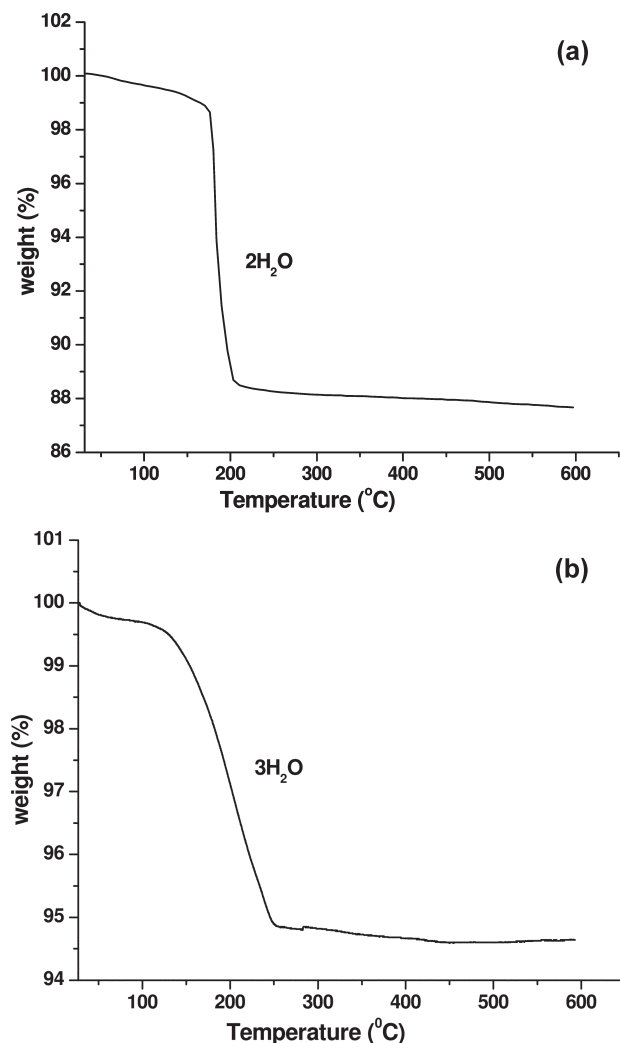 102
(a)
100
98
96
94
2H₂O
92
90
88
86
100 200 300 400 500 600
Temperature (°C)
weight (%)
101
(b)
100
99
98
97
3H₂O
96
95
94
100 200 300 400 500 600
Temperature (⁰C)
weight (%)